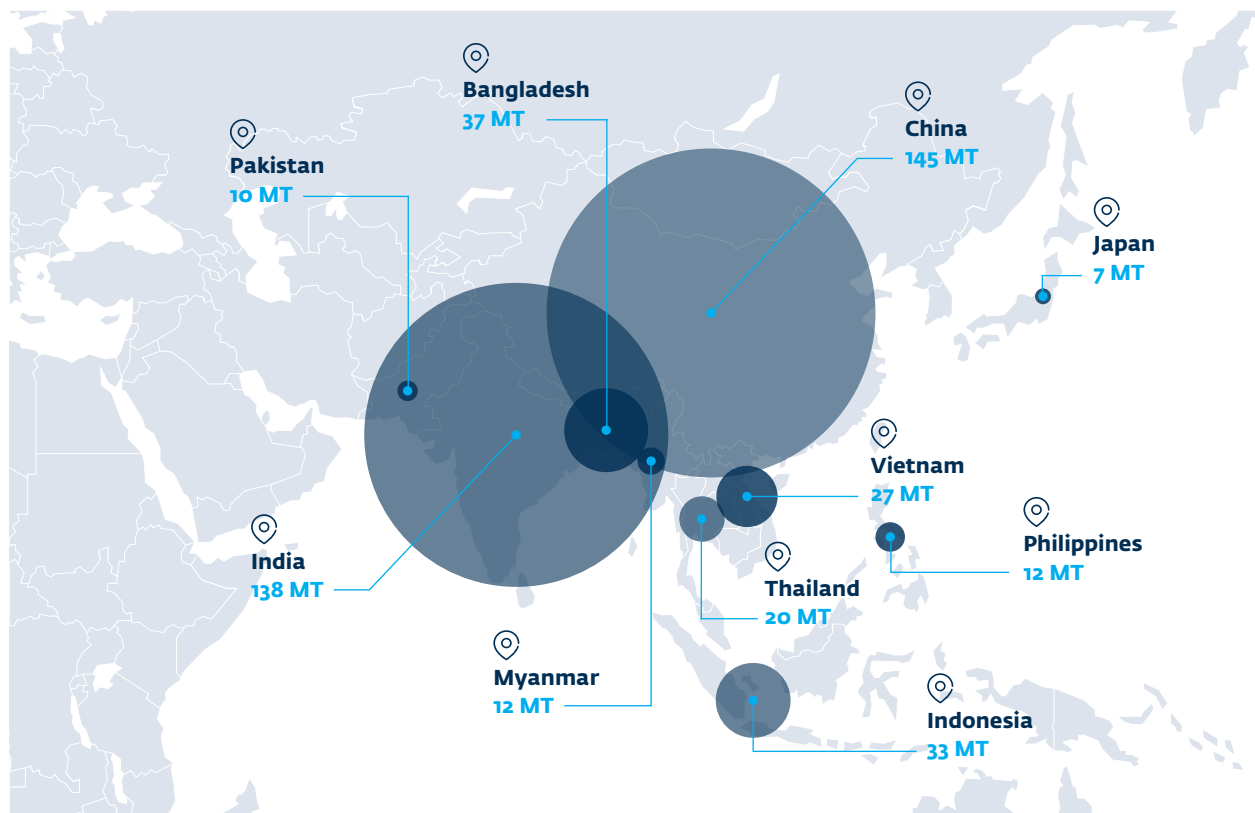 Bangladesh
37 MT
China
145 MT
Pakistan
10 MT
Japan
7 MT
Vietnam
27 MT
Philippines
12 MT
India
138 MT
Thailand
20 MT
Myanmar
12 MT
Indonesia
33 MT